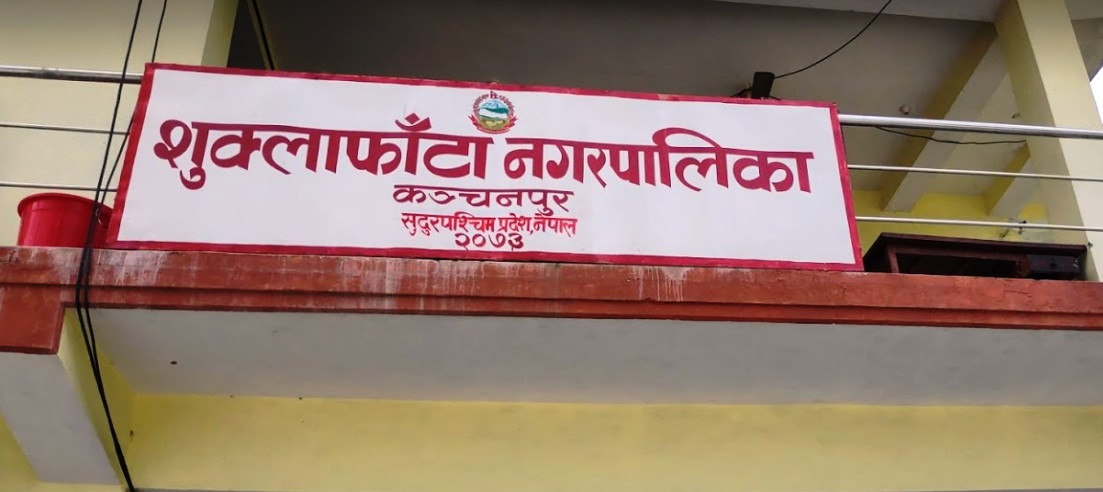 शुक्लाफाँटा नगरपालिका
कञ्चनपुर
सुदुरपश्चिम प्रदेश, नेपाल
२०७३